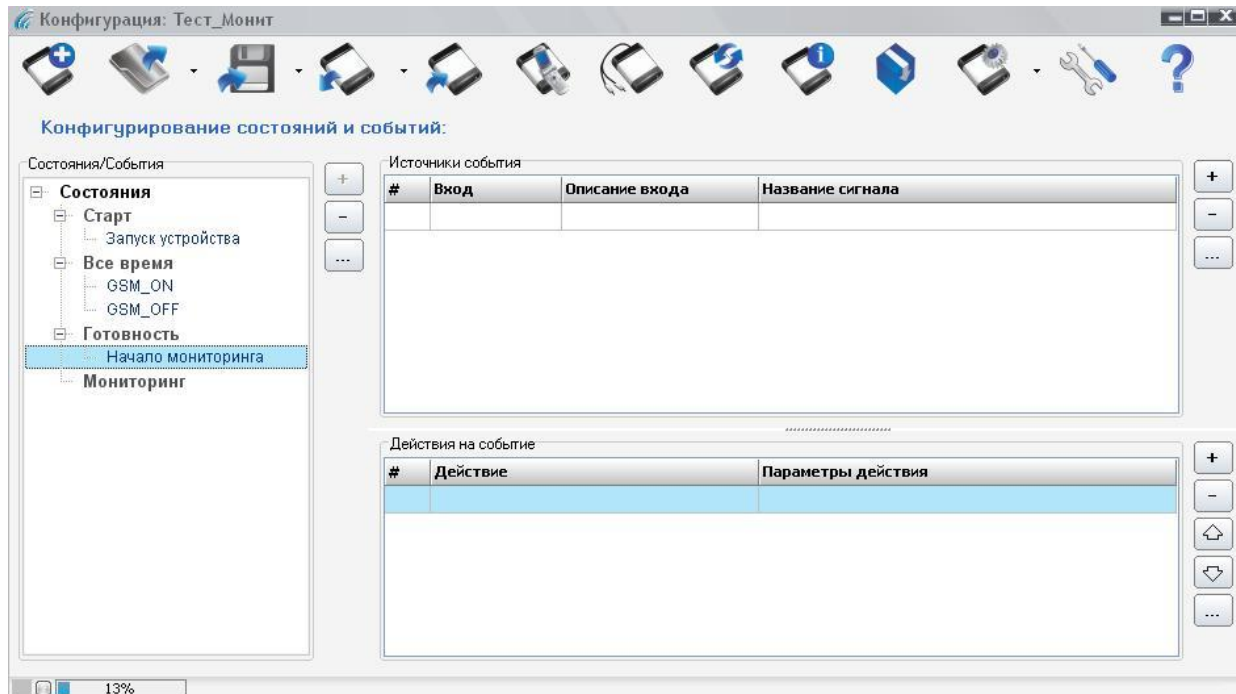 Конфигурация: Тест_Монит
Конфигурирование состояний и событий:
Состояния/События
Состояния
Старт
Запуск устройства
Все время
GSM_ON
GSM_OFF
Готовность
Начало мониторинга
Мониторинг
+
-
...
Источники события
# Вход Описание входа Название сигнала
+
-
...
Действия на событие
# Действие Параметры действия
+
-
...
13%